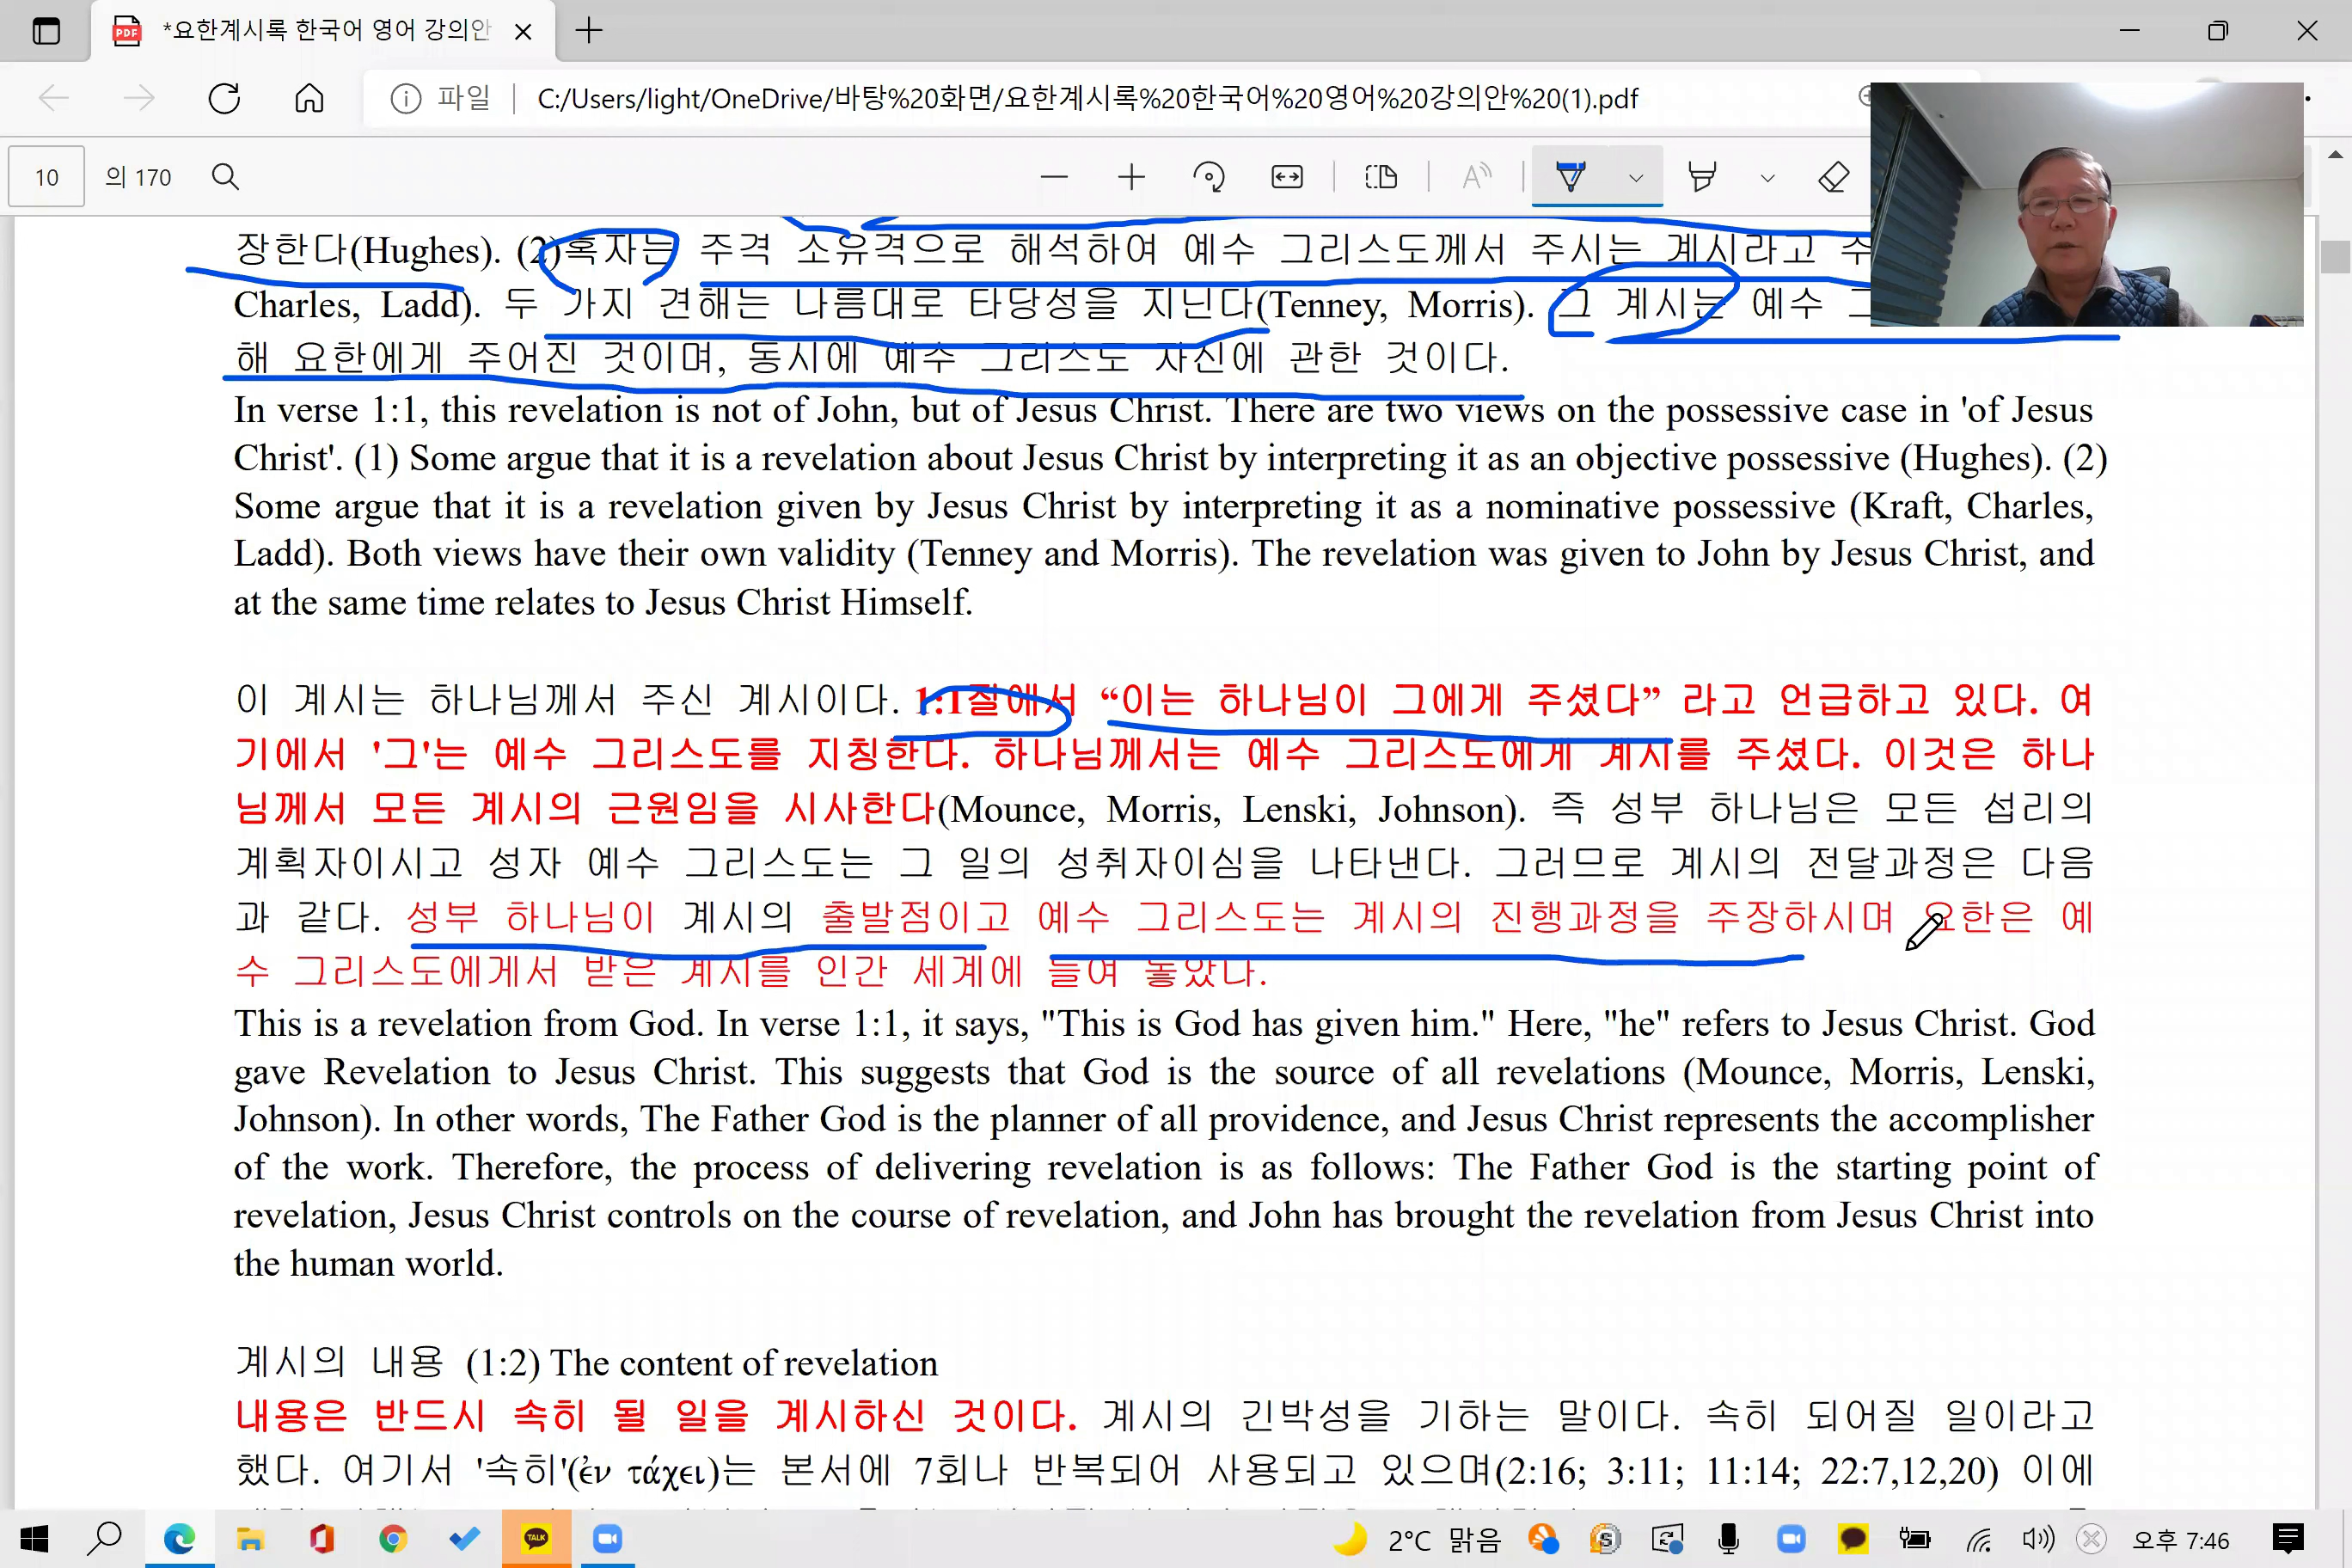 *요한계시록 한국어 영어 강의안
파일 C:/Users/light/OneDrive/바탕%20화면/요한계시록%20한국어%20영어%20강의안%20(1).pdf
10 의 170
장한다(Hughes). (2)혹자는 주격 소유격으로 해석하여 예수 그리스도께서 주시는 계시라고
Charles, Ladd). 두 가지 견해는 나름대로 타당성을 지닌다(Tenney, Morris). 그 계시는 예수
해 요한에게 주어진 것이며, 동시에 예수 그리스도 자신에 관한 것이다.
In verse 1:1, this revelation is not of John, but of Jesus Christ. There are two views on the possessive case in 'of Jesus
Christ'. (1) Some argue that it is a revelation about Jesus Christ by interpreting it as an objective possessive (Hughes). (2)
Some argue that it is a revelation given by Jesus Christ by interpreting it as a nominative possessive (Kraft, Charles,
Ladd). Both views have their own validity (Tenney and Morris). The revelation was given to John by Jesus Christ, and
at the same time relates to Jesus Christ Himself.
이 계시는 하나님께서 주신 계시이다. 1:1절에서 “이는 하나님이 그에게 주셨다” 라고 언급하고 있다. 여
기에서 '그'는 예수 그리스도를 지칭한다. 하나님께서는 예수 그리스도에게 계시를 주셨다. 이것은 하나
님께서 모든 계시의 근원임을 시사한다(Mounce, Morris, Lenski, Johnson). 즉 성부 하나님은 모든 섭리의
계획자이시고 성자 예수 그리스도는 그 일의 성취자이심을 나타낸다. 그러므로 계시의 전달과정은 다음
과 같다. 성부 하나님이 계시의 출발점이고 예수 그리스도는 계시의 진행과정을 주장하시며 요한은 예
수 그리스도에게서 받은 계시를 인간 세계에 들여 놓았다.
This is a revelation from God. In verse 1:1, it says, "This is God has given him." Here, "he" refers to Jesus Christ. God
gave Revelation to Jesus Christ. This suggests that God is the source of all revelations (Mounce, Morris, Lenski,
Johnson). In other words, The Father God is the planner of all providence, and Jesus Christ represents the accomplisher
of the work. Therefore, the process of delivering revelation is as follows: The Father God is the starting point of
revelation, Jesus Christ controls on the course of revelation, and John has brought the revelation from Jesus Christ into
the human world.
계시의 내용 (1:2) The content of revelation
내용은 반드시 속히 될 일을 계시하신 것이다. 계시의 긴박성을 기하는 말이다. 속히 되어질 일이라고
했다. 여기서 '속히'(ἐν τάχει)는 본서에 7회나 반복되어 사용되고 있으며(2:16; 3:11; 11:14; 22:7,12,20) 이에
TALK 2°C 맑음 오후 7:46